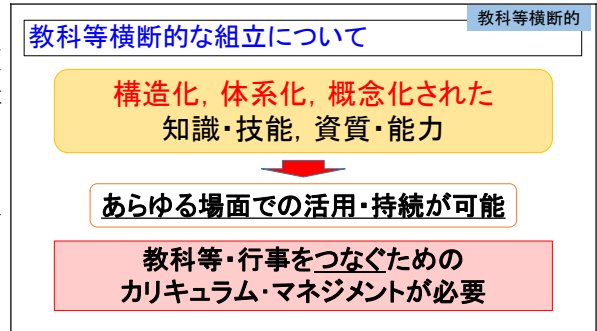 教科等横断的
教科等横断的な組立について
構造化,体系化,概念化された
知識・技能,資質・能力
あらゆる場面での活用・持続が可能
教科等・行事をつなぐための
カリキュラム・マネジメントが必要